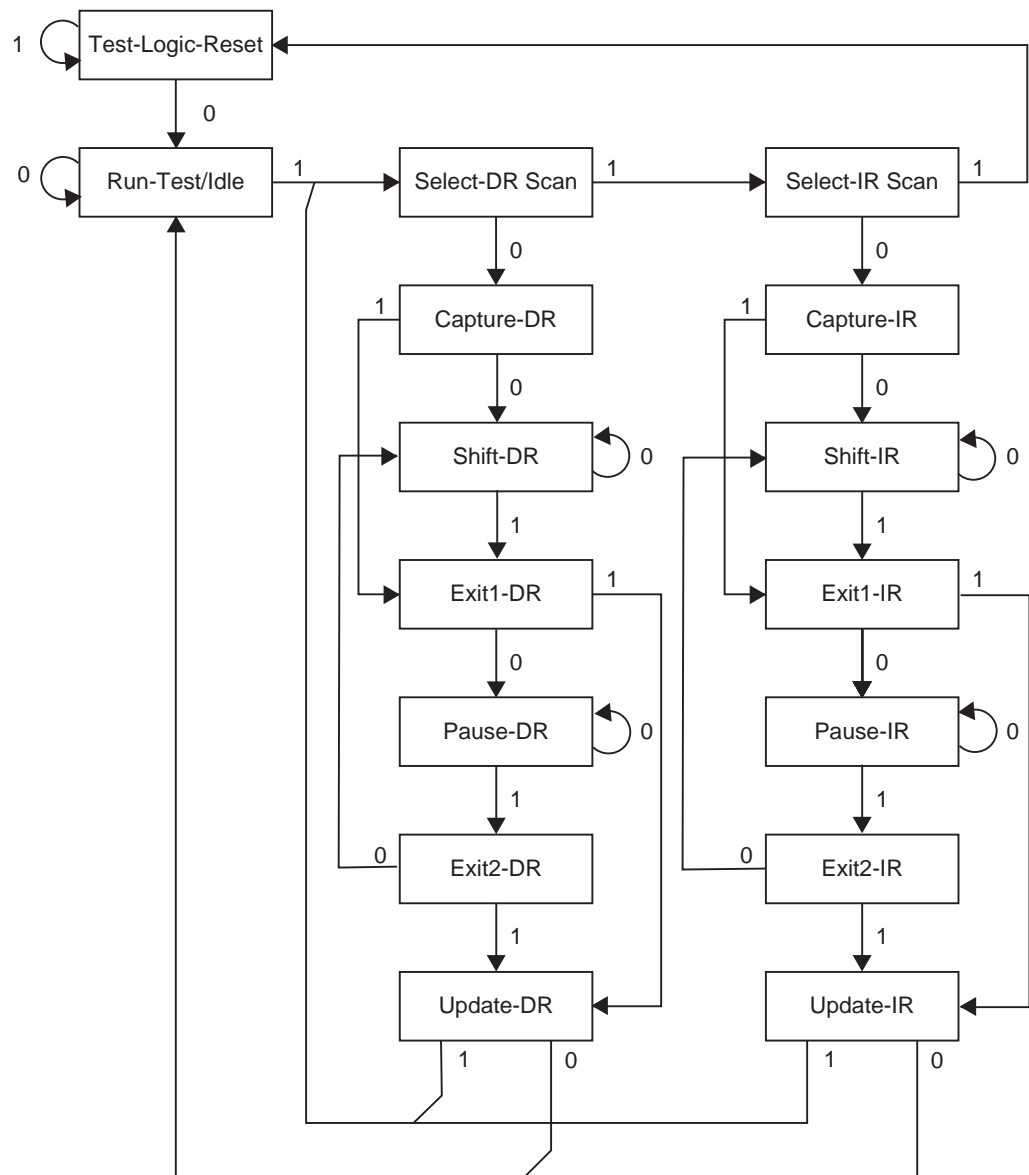 1
Test-Logic-Reset
0
0
Run-Test/Idle
1
Select-DR Scan
1
Select-IR Scan
1
0
0
1
Capture-DR
1
Capture-IR
0
0
Shift-DR
0
Shift-IR
0
1
1
Exit1-DR
1
Exit1-IR
1
0
0
Pause-DR
0
Pause-IR
0
1
1
0
Exit2-DR
0
Exit2-IR
1
1
Update-DR
Update-IR
1
0
1
0